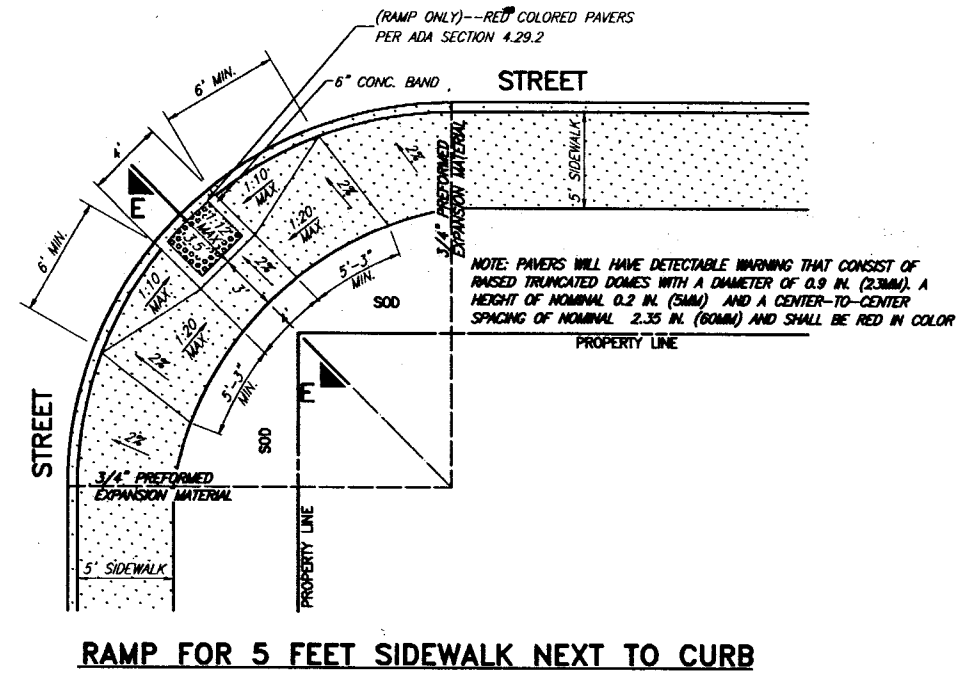 (RAMP ONLY)--RED COLORED PAVERS
PER ADA SECTION 4.29.2
6" CONC. BAND
STREET
6' MIN.
4'
E
6' MIN.
1:10
MAX.
1:12
MAX
3.5'
1:20
MAX.
2%
2%
2%
3/4" PREFORMED
EXPANSION MATERIAL
5' SIDEWALK
1:10
MAX.
1:20
MAX.
2%
2%
3'
4'
5'-3"
MIN.
SOD
NOTE: PAVERS WILL HAVE DETECTABLE WARNING THAT CONSIST OF
RAISED TRUNCATED DOMES WITH A DIAMETER OF 0.9 IN. (23MM). A
HEIGHT OF NOMINAL 0.2 IN. (5MM) AND A CENTER-TO-CENTER
SPACING OF NOMINAL 2.35 IN. (60MM) AND SHALL BE RED IN COLOR
PROPERTY LINE
5'-3"
MIN.
E
SOD
STREET
3/4" PREFORMED
EXPANSION MATERIAL
PROPERTY LINE
5' SIDEWALK
RAMP FOR 5 FEET SIDEWALK NEXT TO CURB